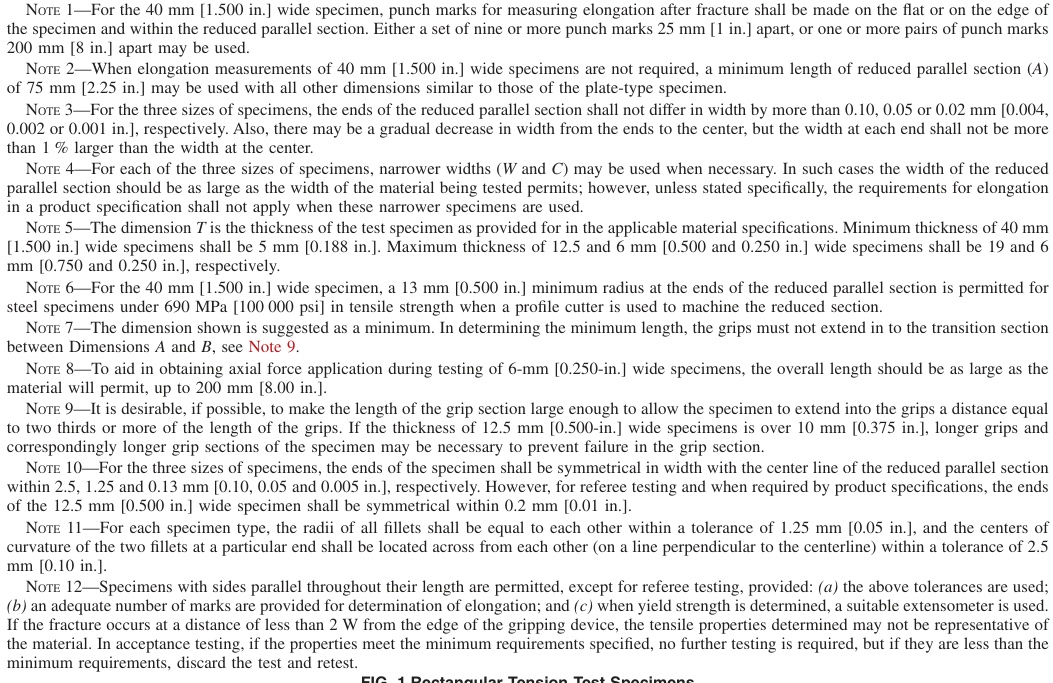 NOTE 1—For the 40 mm [1.500 in.] wide specimen, punch marks for measuring elongation after fracture shall be made on the flat or on the edge of
the specimen and within the reduced parallel section. Either a set of nine or more punch marks 25 mm [1 in.] apart, or one or more pairs of punch marks
200 mm [8 in.] apart may be used.
NOTE 2—When elongation measurements of 40 mm [1.500 in.] wide specimens are not required, a minimum length of reduced parallel section (A)
of 75 mm [2.25 in.] may be used with all other dimensions similar to those of the plate-type specimen.
NOTE 3—For the three sizes of specimens, the ends of the reduced parallel section shall not differ in width by more than 0.10, 0.05 or 0.02 mm [0.004,
0.002 or 0.001 in.], respectively. Also, there may be a gradual decrease in width from the ends to the center, but the width at each end shall not be more
than 1 % larger than the width at the center.
NOTE 4—For each of the three sizes of specimens, narrower widths (W and C) may be used when necessary. In such cases the width of the reduced
parallel section should be as large as the width of the material being tested permits; however, unless stated specifically, the requirements for elongation
in a product specification shall not apply when these narrower specimens are used.
NOTE 5—The dimension T is the thickness of the test specimen as provided for in the applicable material specifications. Minimum thickness of 40 mm
[1.500 in.] wide specimens shall be 5 mm [0.188 in.]. Maximum thickness of 12.5 and 6 mm [0.500 and 0.250 in.] wide specimens shall be 19 and 6
mm [0.750 and 0.250 in.], respectively.
NOTE 6—For the 40 mm [1.500 in.] wide specimen, a 13 mm [0.500 in.] minimum radius at the ends of the reduced parallel section is permitted for
steel specimens under 690 MPa [100 000 psi] in tensile strength when a profile cutter is used to machine the reduced section.
NOTE 7—The dimension shown is suggested as a minimum. In determining the minimum length, the grips must not extend in to the transition section
between Dimensions A and B, see Note 9.
NOTE 8—To aid in obtaining axial force application during testing of 6-mm [0.250-in.] wide specimens, the overall length should be as large as the
material will permit, up to 200 mm [8.00 in.].
NOTE 9—It is desirable, if possible, to make the length of the grip section large enough to allow the specimen to extend into the grips a distance equal
to two thirds or more of the length of the grips. If the thickness of 12.5 mm [0.500-in.] wide specimens is over 10 mm [0.375 in.], longer grips and
correspondingly longer grip sections of the specimen may be necessary to prevent failure in the grip section.
NOTE 10—For the three sizes of specimens, the ends of the specimen shall be symmetrical in width with the center line of the reduced parallel section
within 2.5, 1.25 and 0.13 mm [0.10, 0.05 and 0.005 in.], respectively. However, for referee testing and when required by product specifications, the ends
of the 12.5 mm [0.500 in.] wide specimen shall be symmetrical within 0.2 mm [0.01 in.].
NOTE 11—For each specimen type, the radii of all fillets shall be equal to each other within a tolerance of 1.25 mm [0.05 in.], and the centers of
curvature of the two fillets at a particular end shall be located across from each other (on a line perpendicular to the centerline) within a tolerance of 2.5
mm [0.10 in.].
NOTE 12—Specimens with sides parallel throughout their length are permitted, except for referee testing, provided: (a) the above tolerances are used;
(b) an adequate number of marks are provided for determination of elongation; and (c) when yield strength is determined, a suitable extensometer is used.
If the fracture occurs at a distance of less than 2 W from the edge of the gripping device, the tensile properties determined may not be representative of
the material. In acceptance testing, if the properties meet the minimum requirements specified, no further testing is required, but if they are less than the
minimum requirements, discard the test and retest.
FIG. 1 Rectangular Tension Test Specimens